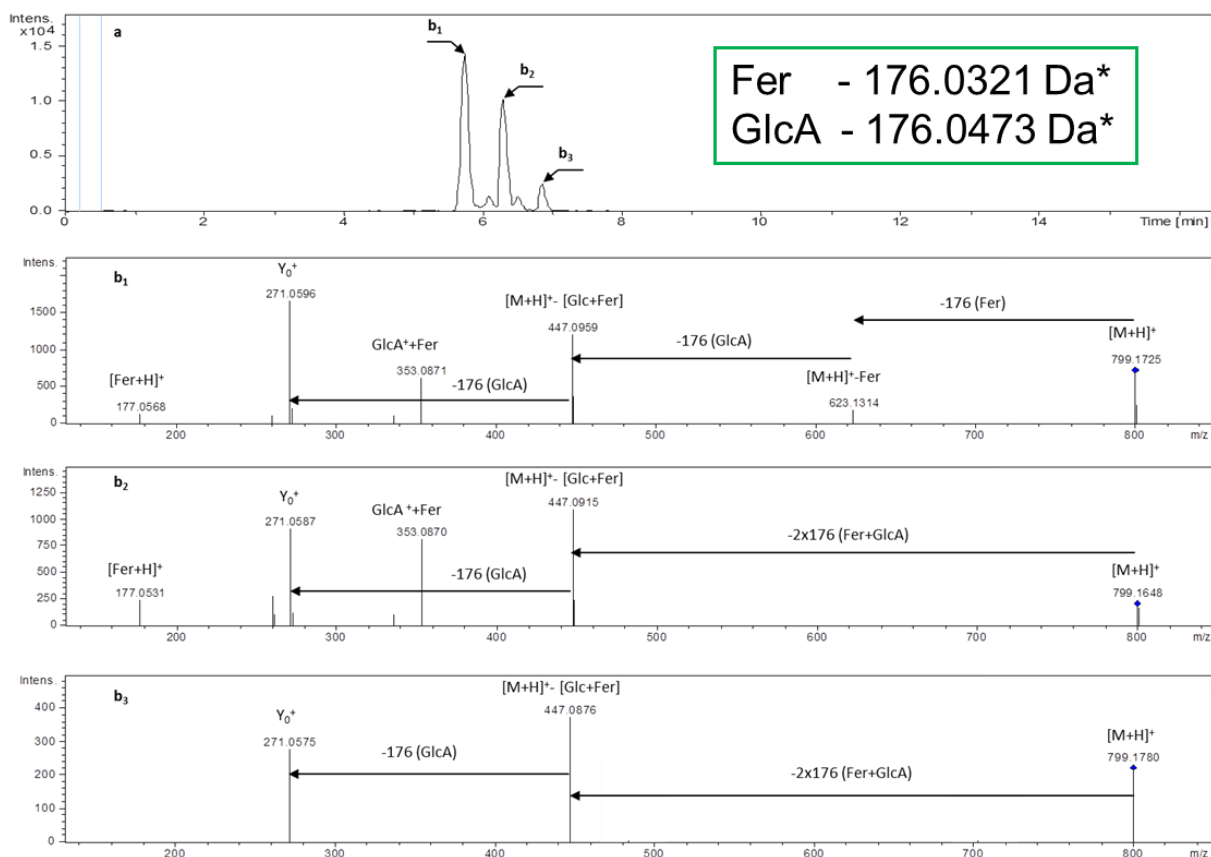 Intens.
x10⁴
a
b₁
b₂
b₃
1.5
1.0
0.5
0.0
0 2 4 6 8 10 12 14 Time [min]
Fer - 176.0321 Da*
GlcA - 176.0473 Da*
Intens.
b₁
1500
1000
500
0
Y₀⁺
271.0596
[M+H]⁺- [Glc+Fer]
447.0959
-176 (Fer)
-176 (GlcA)
[M+H]⁺
799.1725
GlcA⁺+Fer
353.0871
-176 (GlcA)
[M+H]⁺-Fer
623.1314
[Fer+H]⁺
177.0568
200 300 400 500 600 700 800 m/z
Intens.
b₂
1250
1000
750
500
250
0
[M+H]⁺- [Glc+Fer]
447.0915
Y₀⁺
271.0587
GlcA ⁺+Fer
353.0870
-2x176 (Fer+GlcA)
[Fer+H]⁺
177.0531
-176 (GlcA)
[M+H]⁺
799.1648
200 300 400 500 600 700 800 m/z
Intens.
b₃
400
300
200
100
0
[M+H]⁺- [Glc+Fer]
447.0876
Y₀⁺
271.0575
-176 (GlcA)
-2x176 (Fer+GlcA)
[M+H]⁺
799.1780
200 300 400 500 600 700 800 m/z